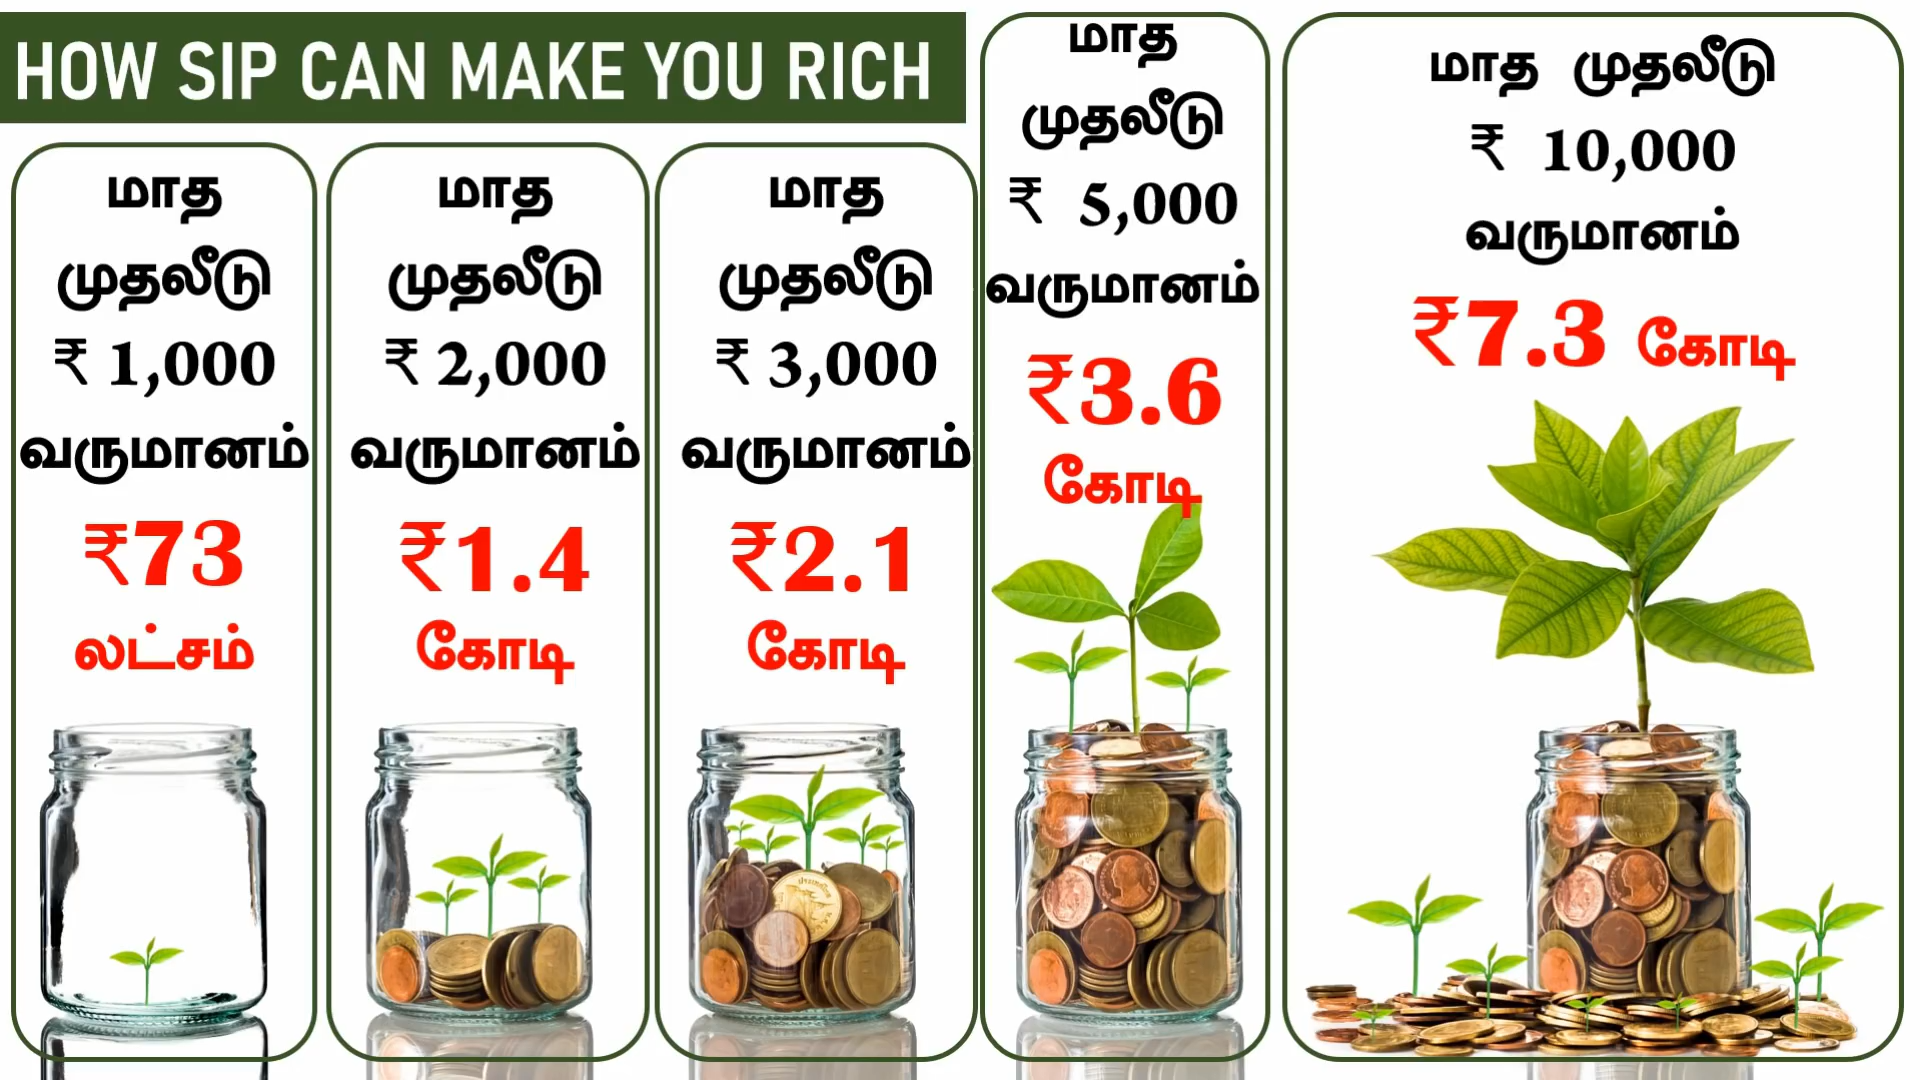 HOW SIP CAN MAKE YOU RICH
மாத
முதலீடு
₹ 1,000
வருமானம்
₹73
லட்சம்
மாத
முதலீடு
₹ 2,000
வருமானம்
₹1.4
கோடி
மாத
முதலீடு
₹ 3,000
வருமானம்
₹2.1
கோடி
மாத
முதலீடு
₹ 5,000
வருமானம்
₹3.6
கோடி
மாத முதலீடு
₹ 10,000
வருமானம்
₹7.3 கோடி